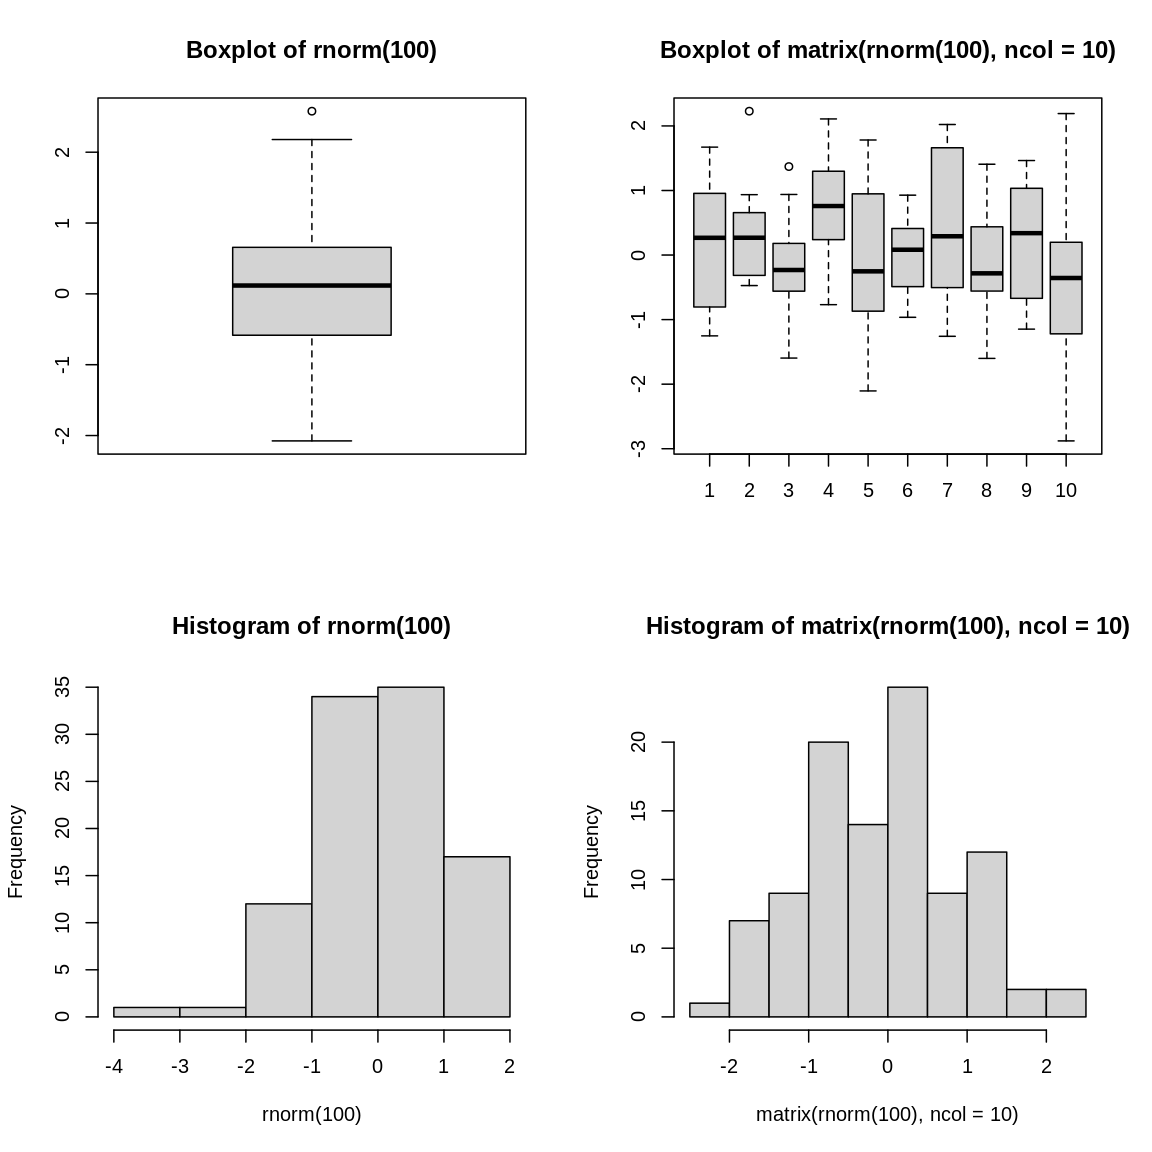 Boxplot of rnorm(100)
2
1
0
-1
-2
Boxplot of matrix(rnorm(100), ncol = 10)
2
1
0
-1
-2
-3
1 2 3 4 5 6 7 8 9 10
Histogram of rnorm(100)
Frequency
35
30
25
20
15
10
5
0
-4 -3 -2 -1 0 1 2
rnorm(100)
Histogram of matrix(rnorm(100), ncol = 10)
Frequency
20
15
10
5
0
-2 -1 0 1 2
matrix(rnorm(100), ncol = 10)